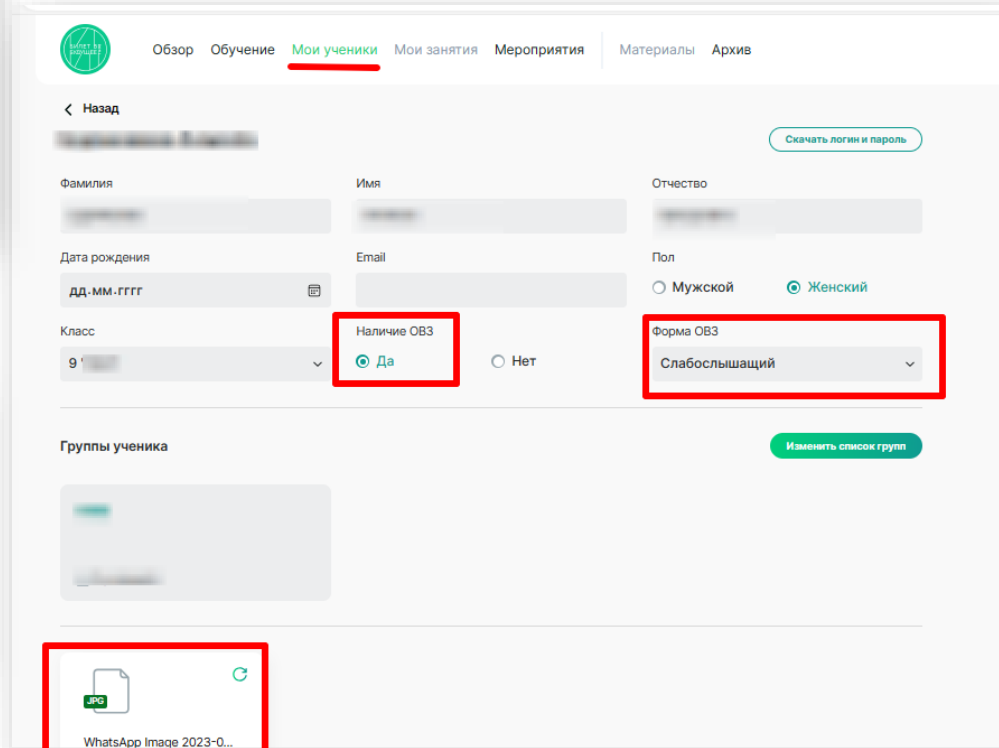 БИЛЕТ В
БУДУЩЕЕ
Обзор Обучение Мои ученики Мои занятия Мероприятия Материалы Архив
Назад
Скачать логин и пароль
Фамилия Имя Отчество
Дата рождения Email Пол
дд.мм.гггг Мужской Женский
Класс Наличие ОВЗ Форма ОВЗ
9 Да Нет Слабослышащий
Группы ученика Изменить список групп
JPG
WhatsApp Image 2023-0...